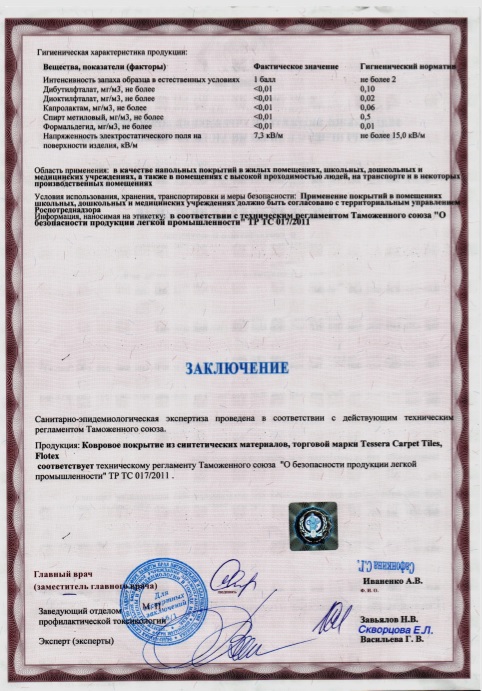 Гигиеническая характеристика продукции:
Вещества, показатели (факторы) Фактическое значение Гигиенический норматив
Интенсивность запаха образца в естественных условиях 1 балл не более 2
Дибутилфталат, мг/м3, не более <0,01 0,10
Диоктилфталат, мг/м3, не более <0,01 0,02
Капролактам, мг/м3, не более <0,01 0,06
Спирт метиловый, мг/м3, не более <0,01 0,5
Формальдегид, мг/м3, не более <0,01 0,01
Напряженность электростатического поля на 7,3 кВ/м не более 15,0 кВ/м
поверхности изделия, кВ/м
Область применения: в качестве напольных покрытий в жилых помещениях, школьных, дошкольных и
медицинских учреждениях, а также в помещениях с высокой проходимостью людей, на транспорте и в некоторых
производственных помещениях
Условия использования, хранения, транспортировки и меры безопасности: Применение покрытий в помещениях
школьных, дошкольных и медицинских учреждениях должно быть согласовано с территориальным управлением
Роспотребнадзора
Информация, наносимая на этикетку: в соответствии с техническим регламентом Таможенного союза "О
безопасности продукции легкой промышленности" ТР ТС 017/2011
ЗАКЛЮЧЕНИЕ
Санитарно-эпидемиологическая экспертиза проведена в соответствии с действующим техническим
регламентом Таможенного союза.
Продукция: Ковровое покрытие из синтетических материалов, торговой марки Tessera Carpet Tiles,
Flotex
соответствует техническому регламенту Таможенного союза "О безопасности продукции легкой
промышленности" ТР ТС 017/2011 .
Сафонкина С.Г.
Главный врач
(заместитель главного врача)
подпись
Иваненко А.В.
Ф. И. О.
Для
заключений
М.П.
Заведующий отделом
профилактической токсикологии
Завьялов Н.В.
Скворцова Е.Л.
Эксперт (эксперты) Васильева Г. В.